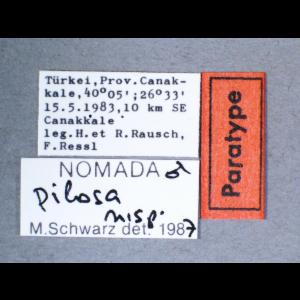 Türkei,Prov.Canak-
kale,40°05';26°33'
15.5.1983,10 km SE
Canakkale
leg.H.et R.Rausch,
F.Ressl
NOMADA ♂
pilosa
n.sp.
M.Schwarz det. 1987
Paratype